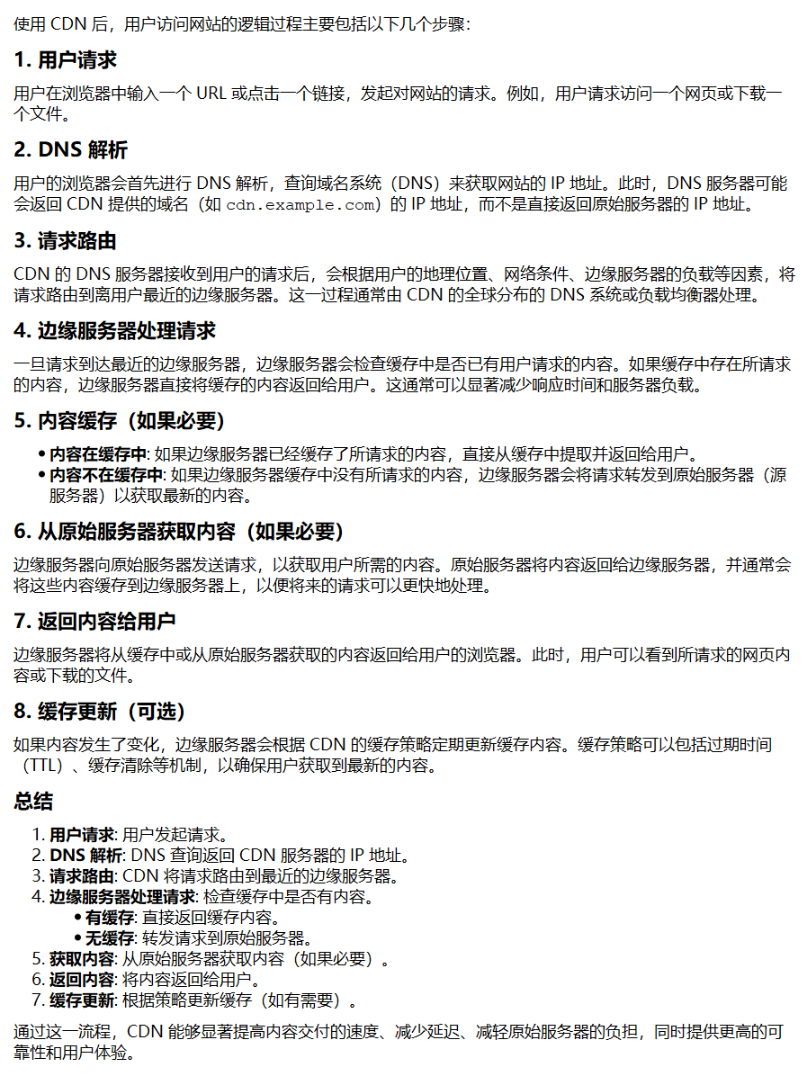 使用 CDN 后，用户访问网站的逻辑过程主要包括以下几个步骤：
1. 用户请求
用户在浏览器中输入一个 URL 或点击一个链接，发起对网站的请求。例如，用户请求访问一个网页或下载一
个文件。
2. DNS 解析
用户的浏览器会首先进行 DNS 解析，查询域名系统（DNS）来获取网站的 IP 地址。此时，DNS 服务器可能
会返回 CDN 提供的域名（如 cdn.example.com）的 IP 地址，而不是直接返回原始服务器的 IP 地址。
3. 请求路由
CDN 的 DNS 服务器接收到用户的请求后，会根据用户的地理位置、网络条件、边缘服务器的负载等因素，将
请求路由到离用户最近的边缘服务器。这一过程通常由 CDN 的全球分布的 DNS 系统或负载均衡器处理。
4. 边缘服务器处理请求
一旦请求到达最近的边缘服务器，边缘服务器会检查缓存中是否已有用户请求的内容。如果缓存中存在所请求
的内容，边缘服务器直接将缓存的内容返回给用户。这通常可以显著减少响应时间和服务器负载。
5. 内容缓存（如果必要）
• 内容在缓存中: 如果边缘服务器已经缓存了所请求的内容，直接从缓存中提取并返回给用户。
• 内容不在缓存中: 如果边缘服务器缓存中没有所请求的内容，边缘服务器会将请求转发到原始服务器（源
服务器）以获取最新的内容。
6. 从原始服务器获取内容（如果必要）
边缘服务器向原始服务器发送请求，以获取用户所需的内容。原始服务器将内容返回给边缘服务器，并通常会
将这些内容缓存到边缘服务器上，以便将来的请求可以更快地处理。
7. 返回内容给用户
边缘服务器将从缓存中或从原始服务器获取的内容返回给用户的浏览器。此时，用户可以看到所请求的网页内
容或下载的文件。
8. 缓存更新（可选）
如果内容发生了变化，边缘服务器会根据 CDN 的缓存策略定期更新缓存内容。缓存策略可以包括过期时间
（TTL）、缓存清除等机制，以确保用户获取到最新的内容。
总结
1. 用户请求: 用户发起请求。
2. DNS 解析: DNS 查询返回 CDN 服务器的 IP 地址。
3. 请求路由: CDN 将请求路由到最近的边缘服务器。
4. 边缘服务器处理请求: 检查缓存中是否有内容。
• 有缓存: 直接返回缓存内容。
• 无缓存: 转发请求到原始服务器。
5. 获取内容: 从原始服务器获取内容（如果必要）。
6. 返回内容: 将内容返回给用户。
7. 缓存更新: 根据策略更新缓存（如有需要）。
通过这一流程，CDN 能够显著提高内容交付的速度、减少延迟、减轻原始服务器的负担，同时提供更高的可
靠性和用户体验。